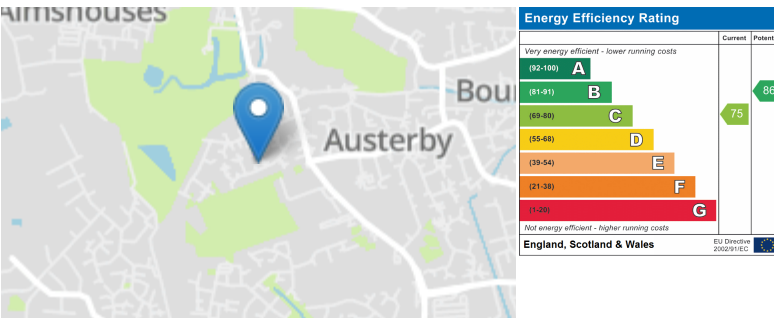 Almshouses
Bou
Austerby
Energy Efficiency Rating
Current Potent
Very energy efficient - lower running costs
(92-100) A
(81-91) B
86
(69-80) C
75
(55-68) D
(39-54) E
(21-38) F
(1-20) G
Not energy efficient - higher running costs
England, Scotland & Wales
EU Directive
2002/91/EC